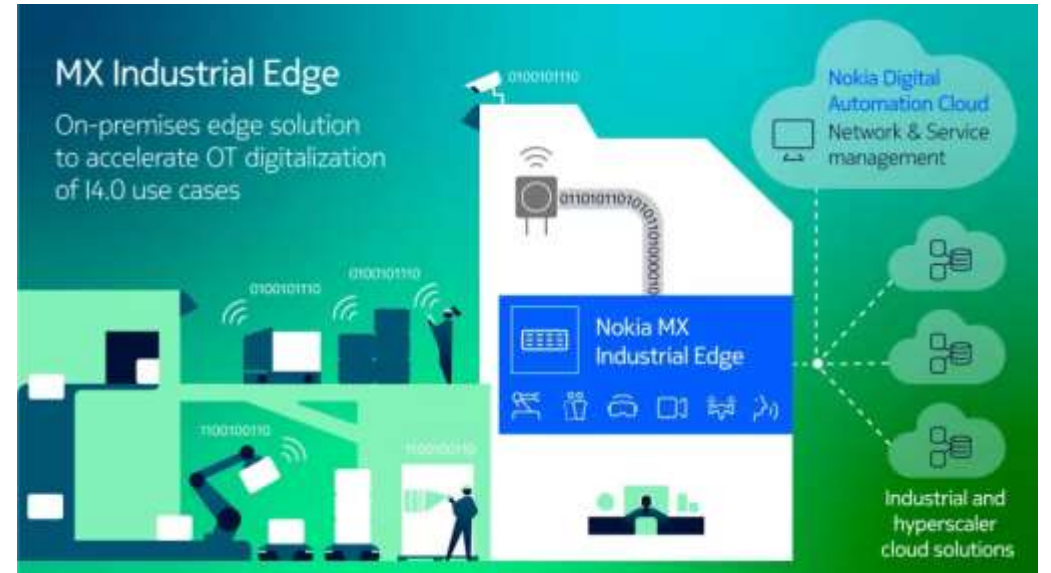 MX Industrial Edge
On-premises edge solution
to accelerate OT digitalization
of I4.0 use cases
0100101110
Nokia Digital
Automation Cloud
Network & Service
management
0100101110
0100101110
Nokia MX
Industrial Edge
1100100110
1100100110
Industrial and
hyperscaler
cloud solutions